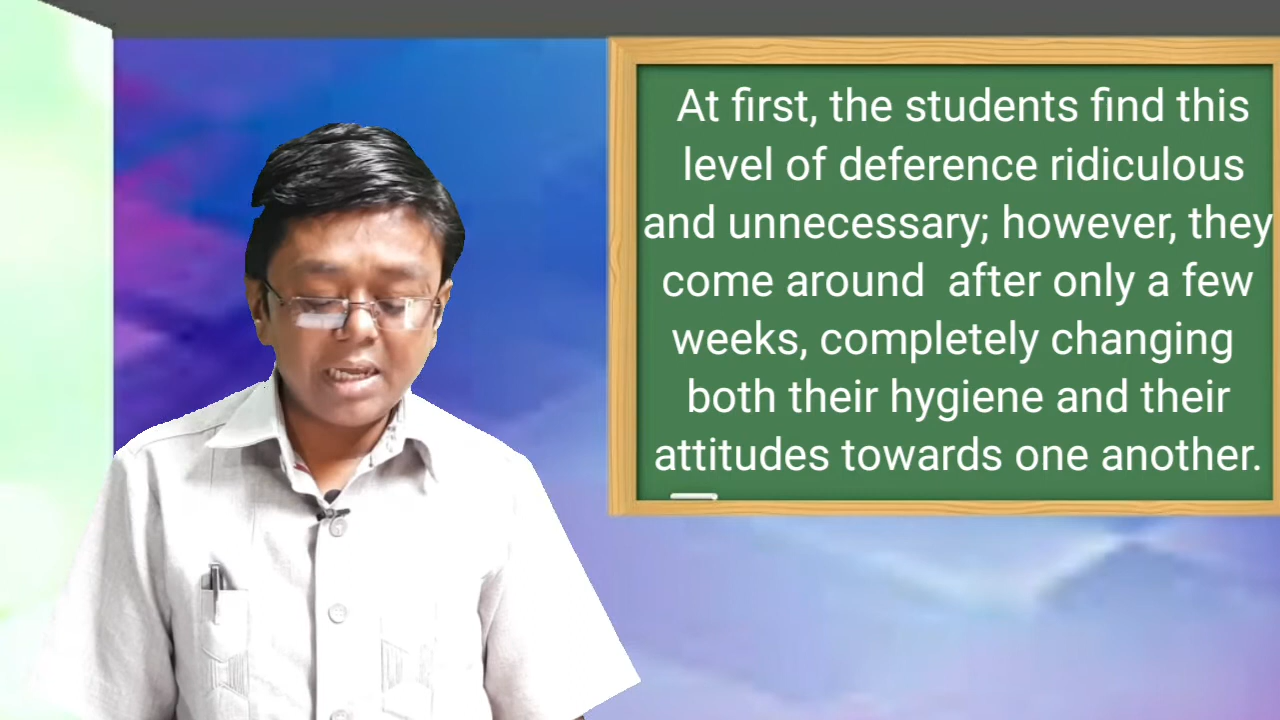 At first, the students find this
level of deference ridiculous
and unnecessary; however, they
come around  after only a few
weeks, completely changing
both their hygiene and their
attitudes towards one another.